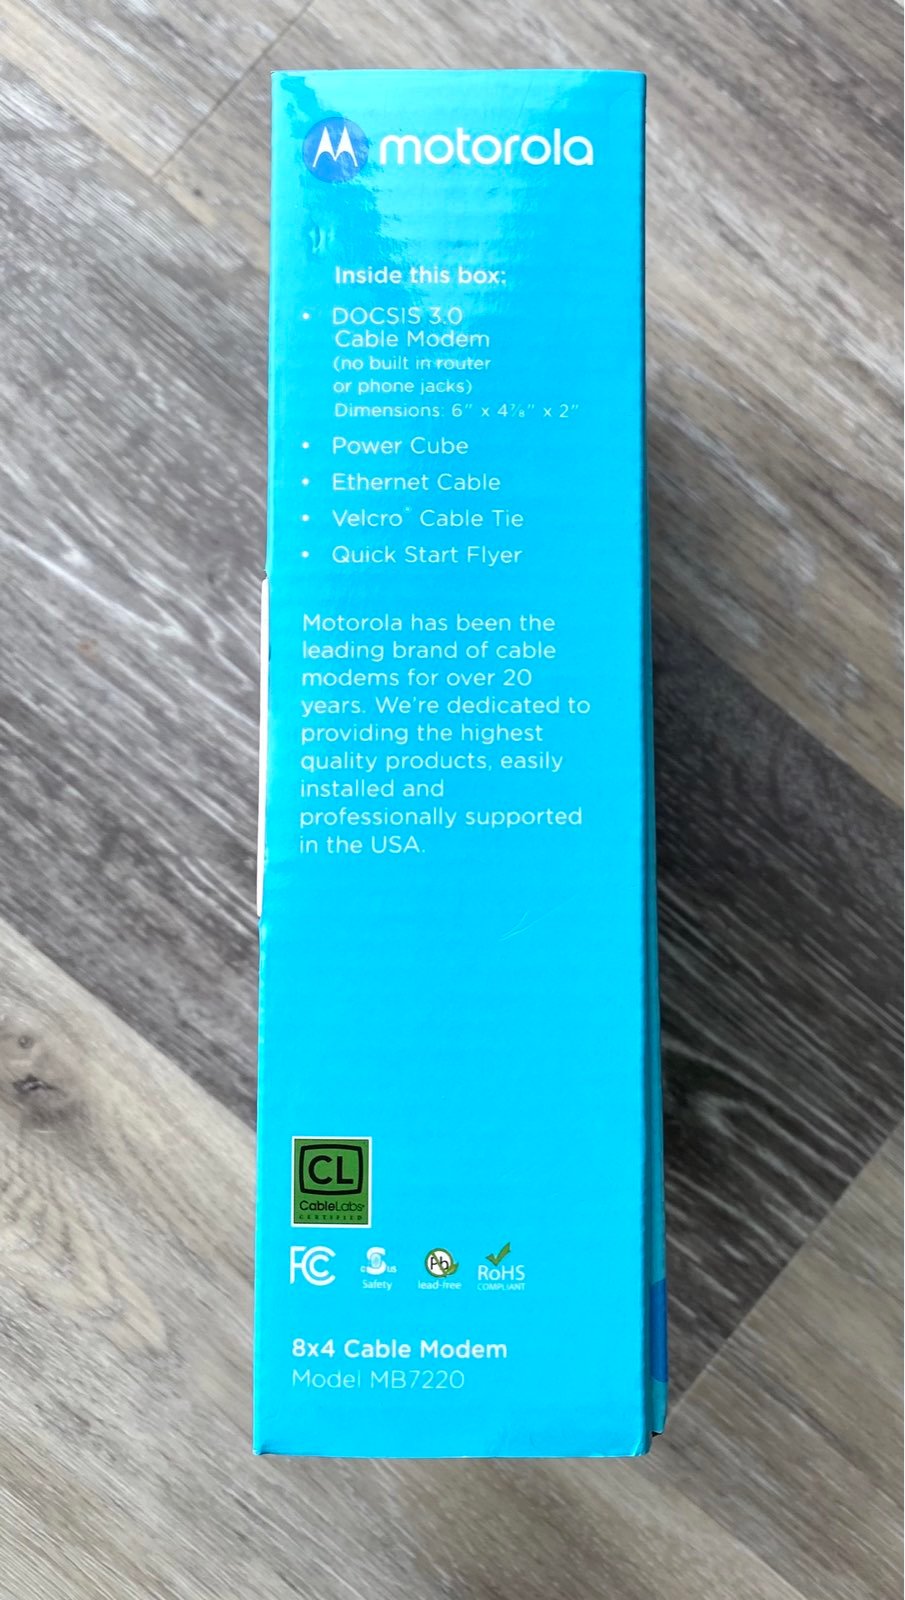 motorola
Inside this box:
• DOCSIS 3.0
Cable Modem
(no built in router
or phone jacks)
Dimensions: 6" x 4⅞" x 2"
• Power Cube
• Ethernet Cable
• Velcro® Cable Tie
• Quick Start Flyer
Motorola has been the
leading brand of cable
modems for over 20
years. We're dedicated to
providing the highest
quality products, easily
installed and
professionally supported
in the USA.
CL
CableLabs®
CERTIFIED
FC
c S us
Safety
Pb
lead-free
RoHS
COMPLIANT
8x4 Cable Modem
Model MB7220